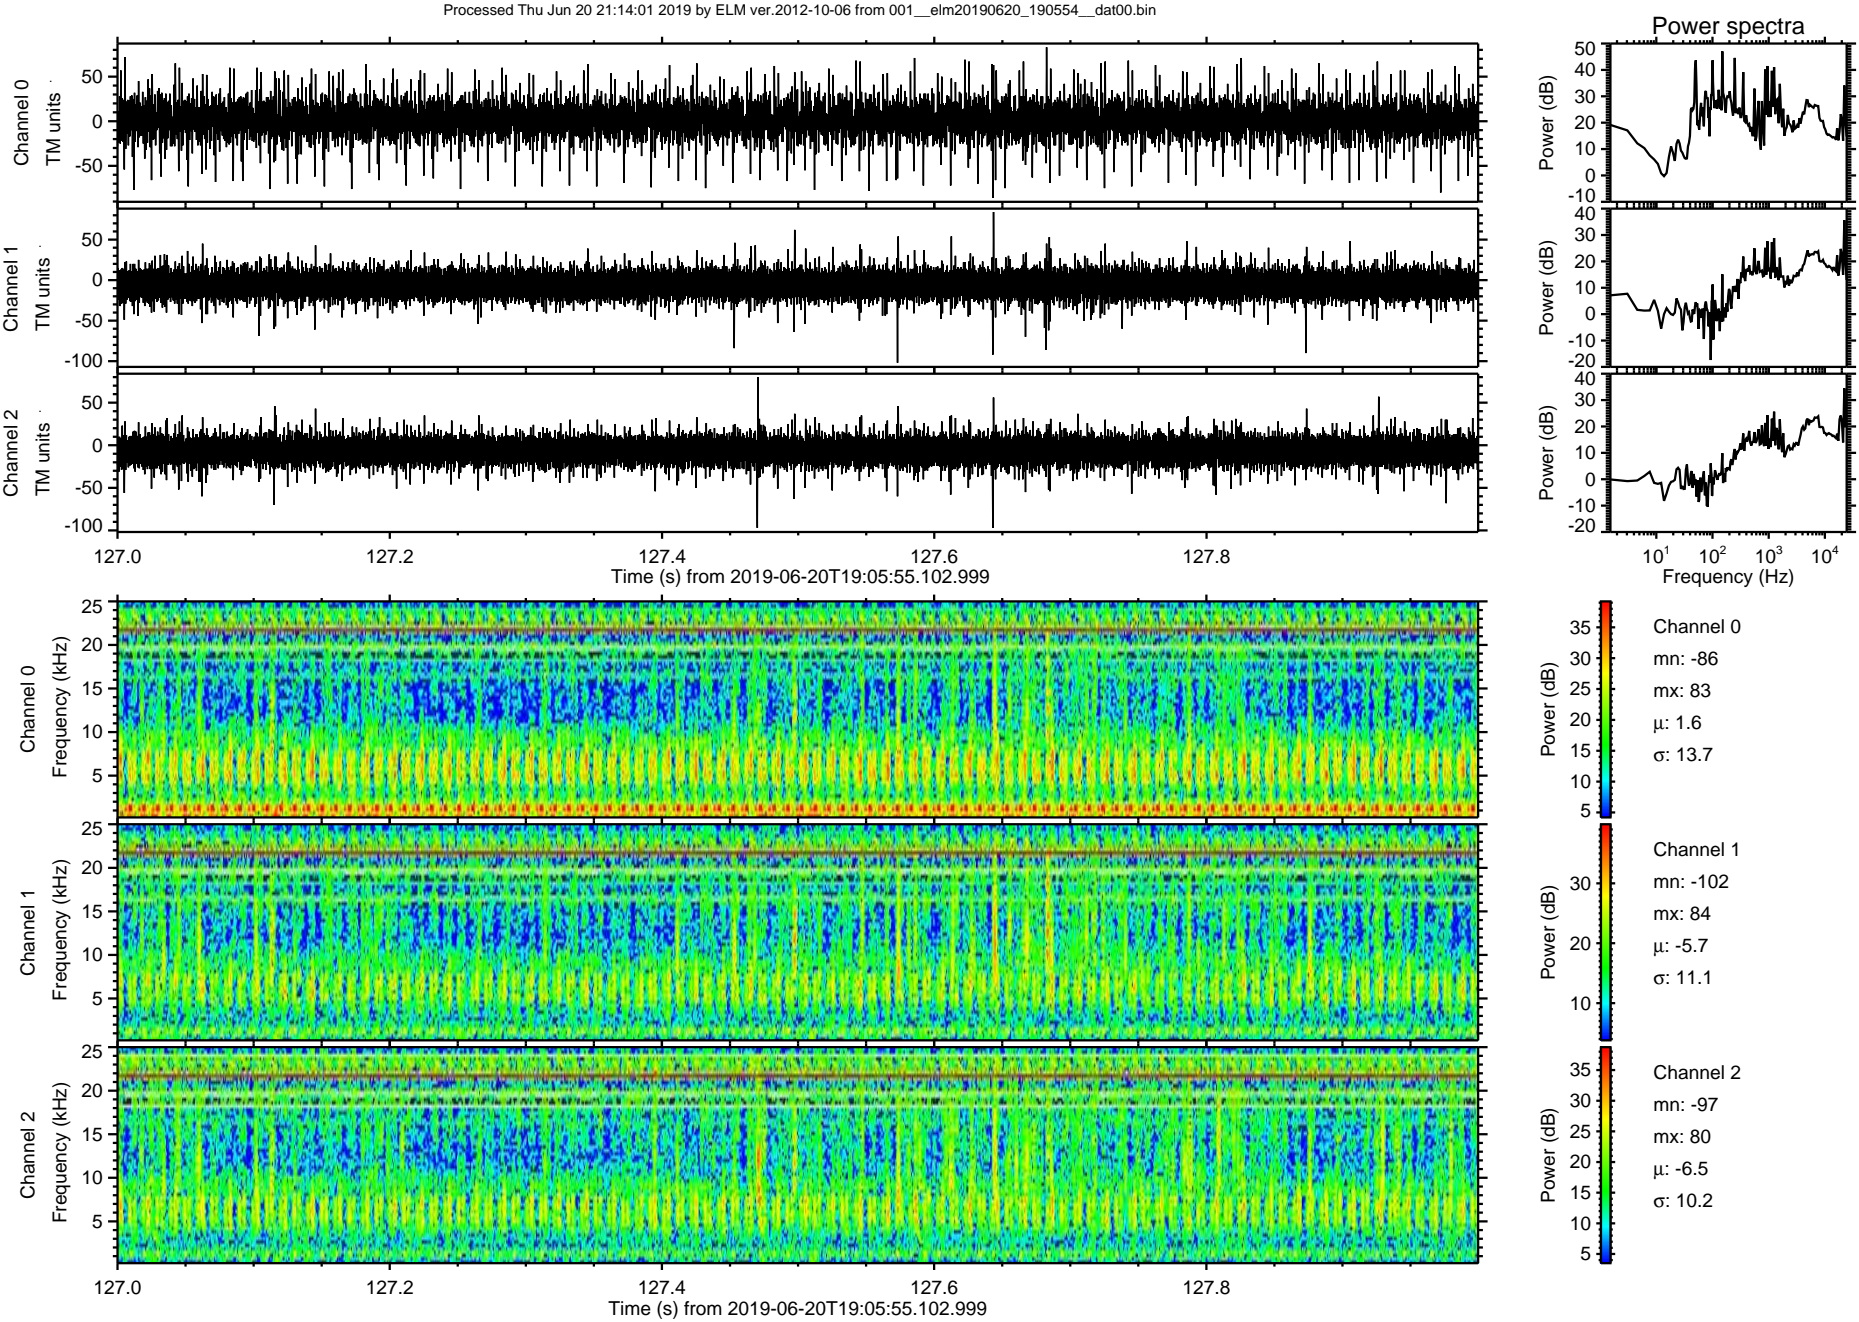 Processed Thu Jun 20 21:14:01 2019 by ELM ver.2012-10-06 from 001__elm20190620_190554__dat00.bin
Power spectra
Channel 0
TM units
50
0
-50
Power (dB)
50
40
30
20
10
0
-10
Channel 1
TM units
50
0
-50
-100
Power (dB)
40
30
20
10
0
-10
-20
Channel 2
TM units
50
0
-50
-100
Power (dB)
40
30
20
10
0
-10
-20
127.0 127.2 127.4 127.6 127.8
Time (s) from 2019-06-20T19:05:55.102.999
10¹ 10² 10³ 10⁴
Frequency (Hz)
Channel 0
Frequency (kHz)
25
20
15
10
5
Power (dB)
35
30
25
20
15
10
5
Channel 0
mn: -86
mx: 83
μ: 1.6
σ: 13.7
Channel 1
Frequency (kHz)
25
20
15
10
5
Power (dB)
30
20
10
Channel 1
mn: -102
mx: 84
μ: -5.7
σ: 11.1
Channel 2
Frequency (kHz)
25
20
15
10
5
Power (dB)
35
30
25
20
15
10
5
Channel 2
mn: -97
mx: 80
μ: -6.5
σ: 10.2
127.0 127.2 127.4 127.6 127.8
Time (s) from 2019-06-20T19:05:55.102.999